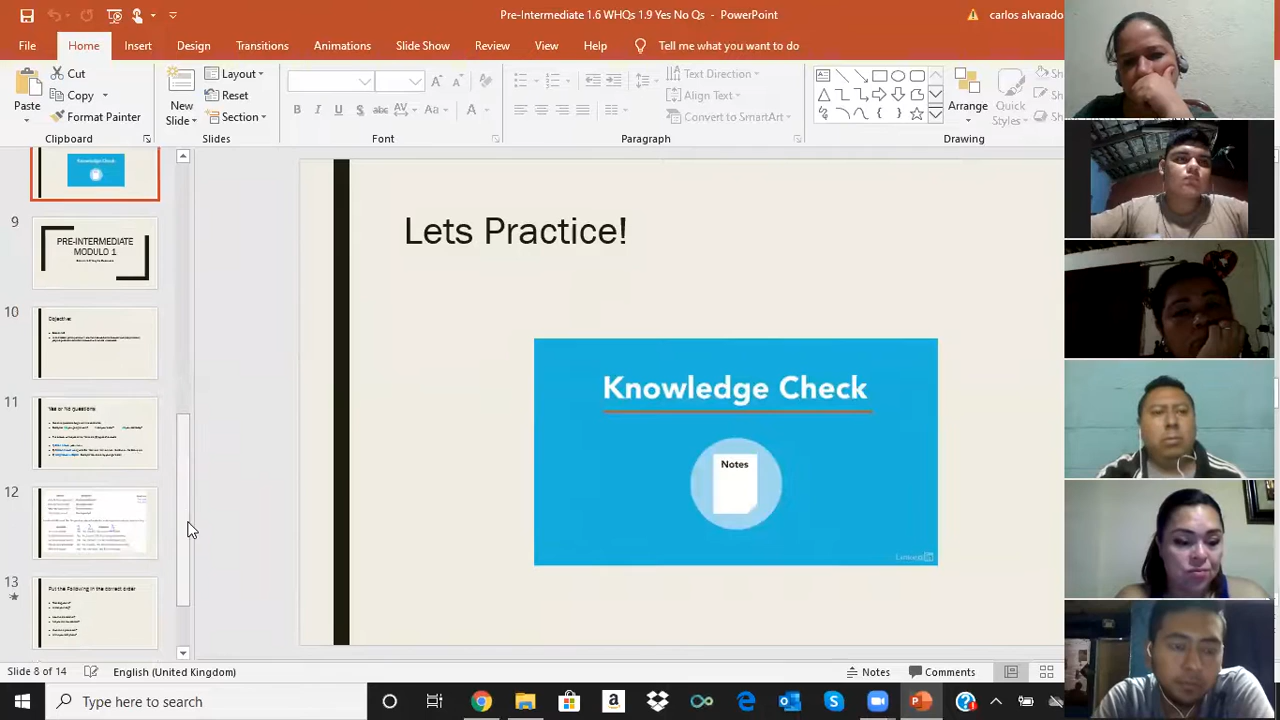 Pre-Intermediate 1.6 WHQs 1.9 Yes No Qs - PowerPoint
carlos alvarado
File
Home
Insert
Design
Transitions
Animations
Slide Show
Review
View
Help
Tell me what you want to do
Paste
Cut
Copy
Format Painter
Clipboard
New Slide
Layout
Reset
Section
Slides
Font
Text Direction
Align Text
Convert to SmartArt
Paragraph
Arrange
Quick Styles
Drawing
Knowledge Check
9
PRE-INTERMEDIATE
MODULO 1
10
Objective:
11
Yes or No questions
12
13
Put the Following in the correct order
Lets Practice!
Knowledge Check
Notes
Slide 8 of 14
English (United Kingdom)
Notes
Comments
Type here to search